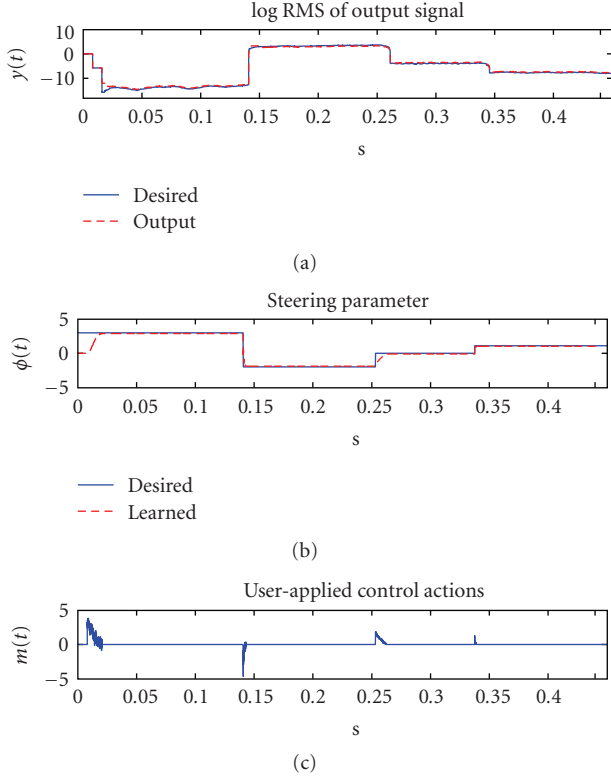 log RMS of output signal
y(t)
10
0
−10
0 0.05 0.1 0.15 0.2 0.25 0.3 0.35 0.4
s
Desired
Output
(a)
Steering parameter
ϕ(t)
5
0
−5
0 0.05 0.1 0.15 0.2 0.25 0.3 0.35 0.4
s
Desired
Learned
(b)
User-applied control actions
m(t)
5
0
−5
0 0.05 0.1 0.15 0.2 0.25 0.3 0.35 0.4
s
(c)